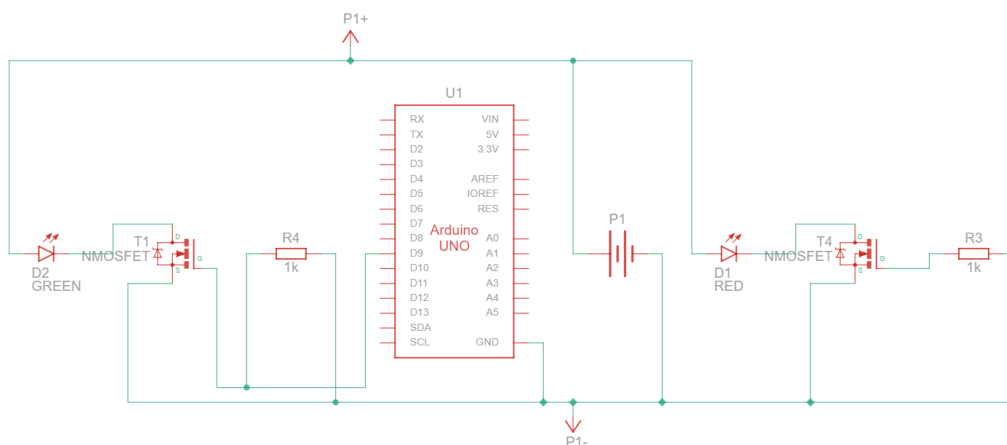 P1+
U1
RX
TX
D2
D3
D4
D5
D6
D7
D8
D9
D10
D11
D12
D13
SDA
SCL
VIN
5V
3.3V
AREF
IOREF
RES
A0
A1
A2
A3
A4
A5
GND
Arduino
UNO
D2
GREEN
T1
NMOSFET
D
G
S
R4
1k
P1
D1
RED
T4
NMOSFET
D
G
S
R3
1k
P1-